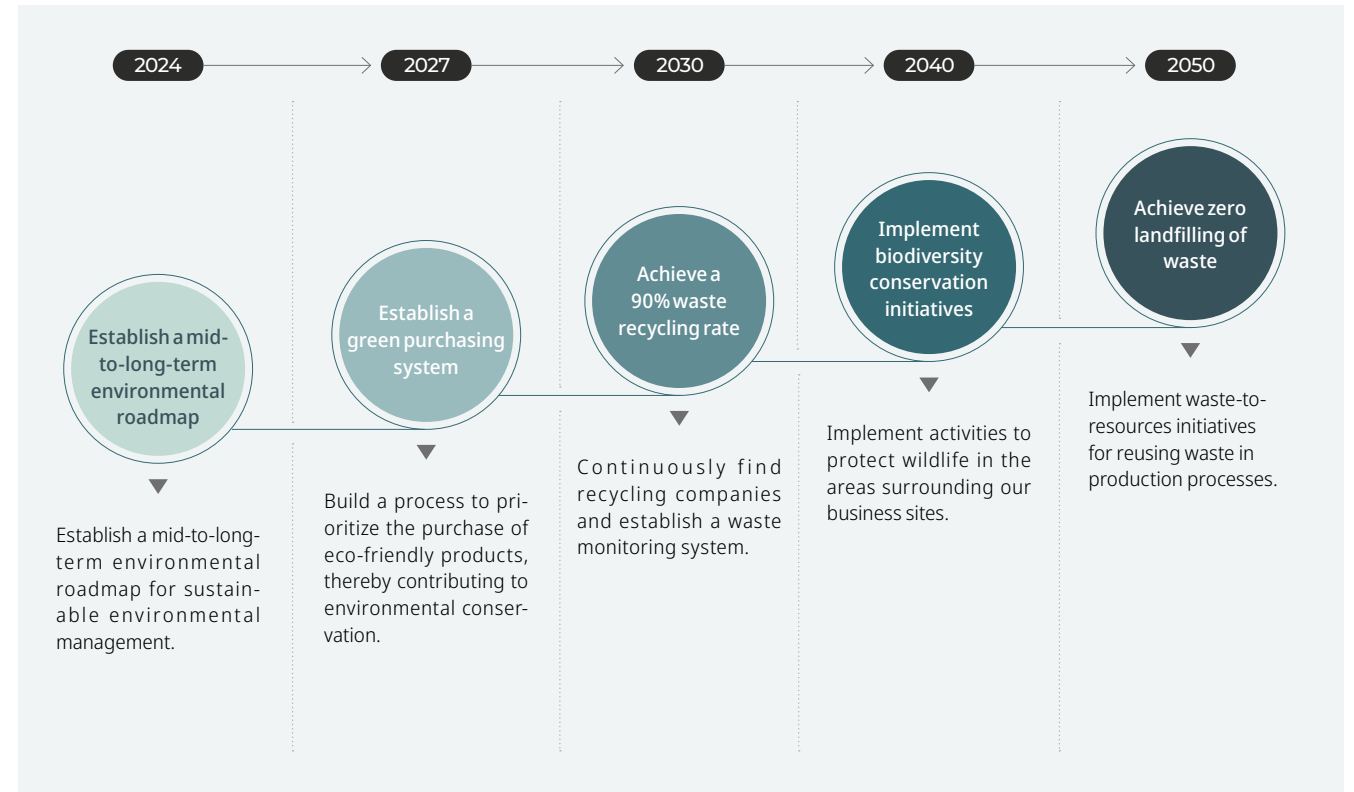 2024
2027
2030
2040
2050
Establish a mid-
to-long-term
environmental
roadmap
Establish a mid-to-long-
term environmental
roadmap for sustain-
able environmental
management.
Establish a
green purchasing
system
Build a process to pri-
oritize the purchase of
eco-friendly products,
thereby contributing to
environmental conser-
vation.
Achieve a
90% waste
recycling rate
Continuously find
recycling companies
and establish a waste
monitoring system.
Implement
biodiversity
conservation
initiatives
Implement activities to
protect wildlife in the
areas surrounding our
business sites.
Achieve zero
landfilling of
waste
Implement waste-to-
resources initiatives
for reusing waste in
production processes.